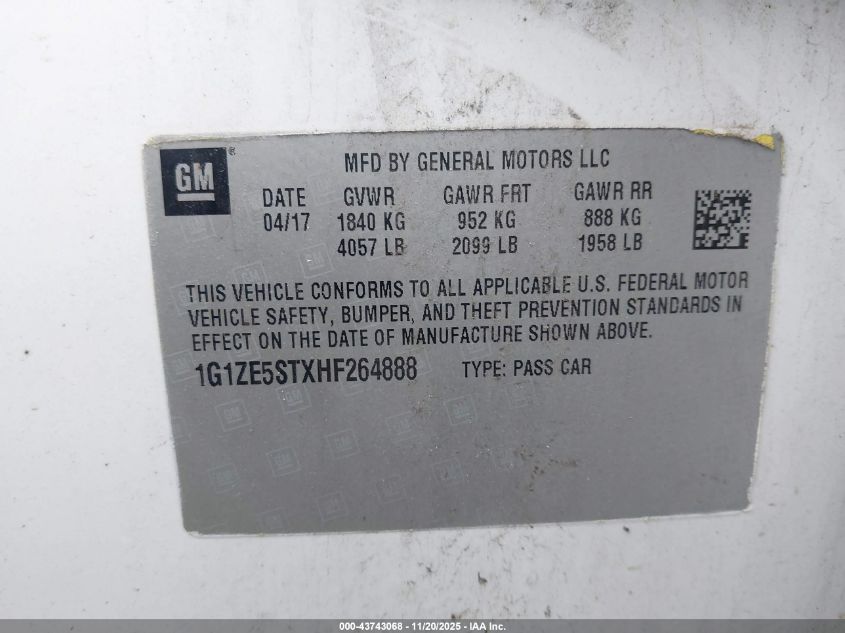 GM ®
MFD BY GENERAL MOTORS LLC
DATE GVWR GAWR FRT GAWR RR
04/17 1840 KG 952 KG 888 KG
4057 LB 2099 LB 1958 LB
THIS VEHICLE CONFORMS TO ALL APPLICABLE U.S. FEDERAL MOTOR
VEHICLE SAFETY, BUMPER, AND THEFT PREVENTION STANDARDS IN
EFFECT ON THE DATE OF MANUFACTURE SHOWN ABOVE.
1G1ZE5STXHF264888 TYPE: PASS CAR
000-43743068 - 11/20/2025 - IAA Inc.